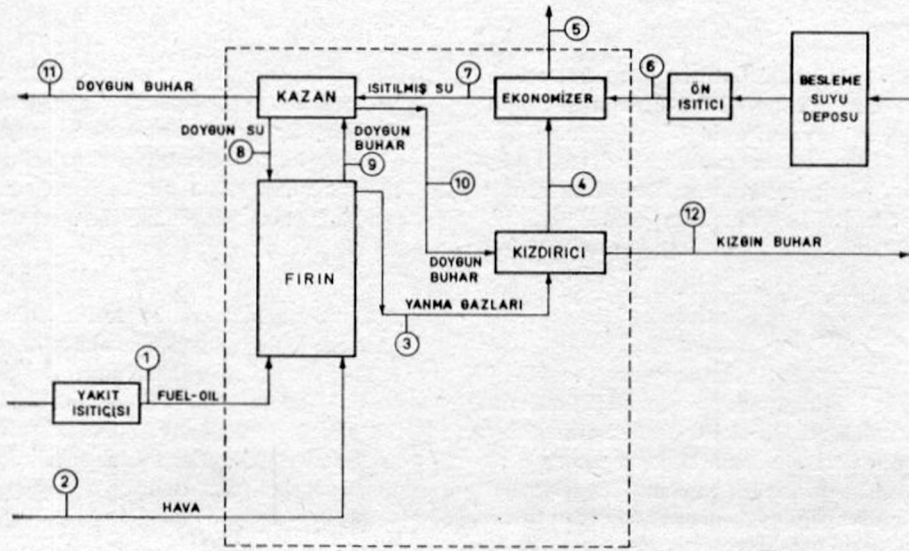 5
11
DOYGUN BUHAR
KAZAN
ISITILMIŞ SU
7
EKONOMİZER
6
ÖN
ISITICI
BESLEME
SUYU
DEPOSU
DOYGUN SU
8
DOYGUN
BUHAR
9
10
4
12
KIZGIN BUHAR
FIRIN
DOYGUN
BUHAR
KIZDIRICI
YANMA GAZLARI
3
1
YAKIT
ISITICISI
FUEL-OIL
2
HAVA